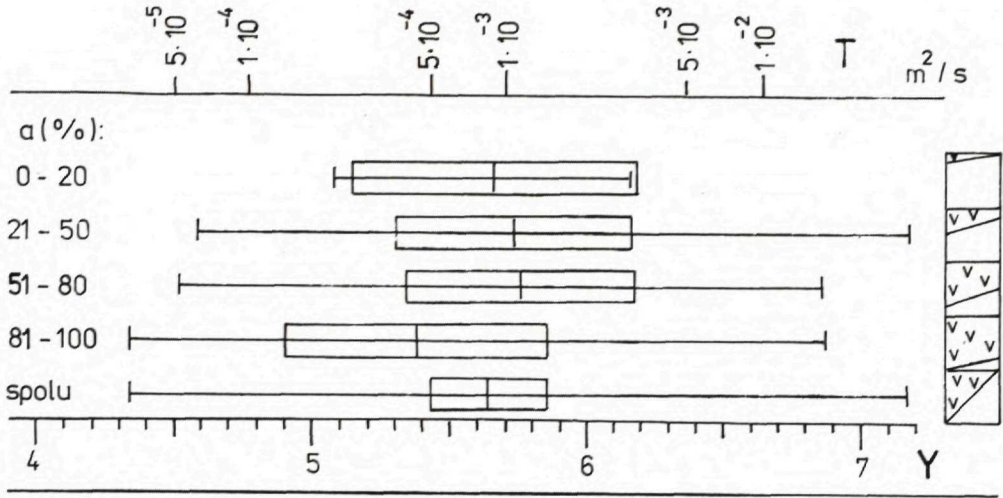 5·10⁻⁵ 1·10⁻⁴ 5·10⁻⁴ 1·10⁻³ 5·10⁻³ 1·10⁻² T m²/s
a(%):
0-20
21-50
51-80
81-100
spolu
4 5 6 7 Y